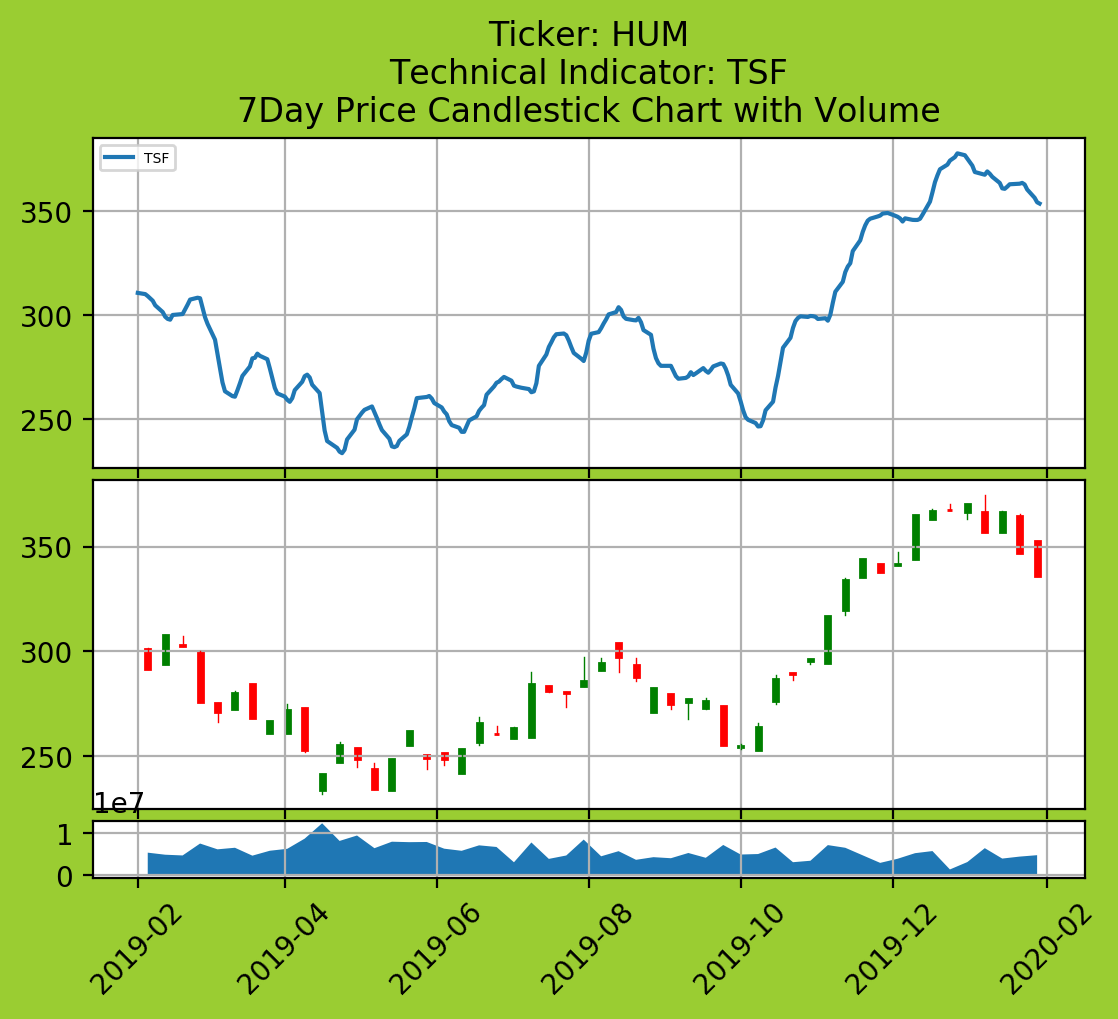 Ticker: HUM
Technical Indicator: TSF
7Day Price Candlestick Chart with Volume
TSF
350
300
250
350
300
250
1e7
1
0
2019-02 2019-04 2019-06 2019-08 2019-10 2019-12 2020-02